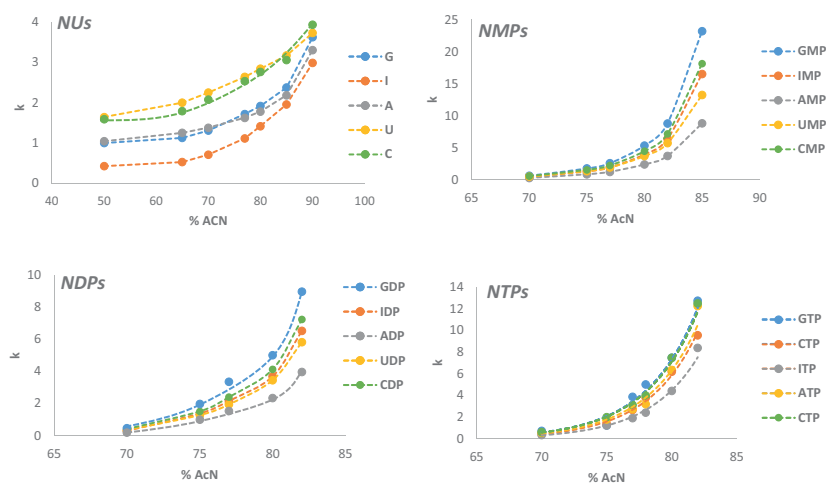 NUs
4
3
2
1
0
k
40 50 60 70 80 90 100
% ACN
G
I
A
U
C
NMPs
25
20
15
10
5
0
k
65 70 75 80 85 90
% AcN
GMP
IMP
AMP
UMP
CMP
NDPs
10
8
6
4
2
0
k
65 70 75 80 85
% AcN
GDP
IDP
ADP
UDP
CDP
NTPs
14
12
10
8
6
4
2
0
k
65 70 75 80 85
% AcN
GTP
CTP
ITP
ATP
CTP